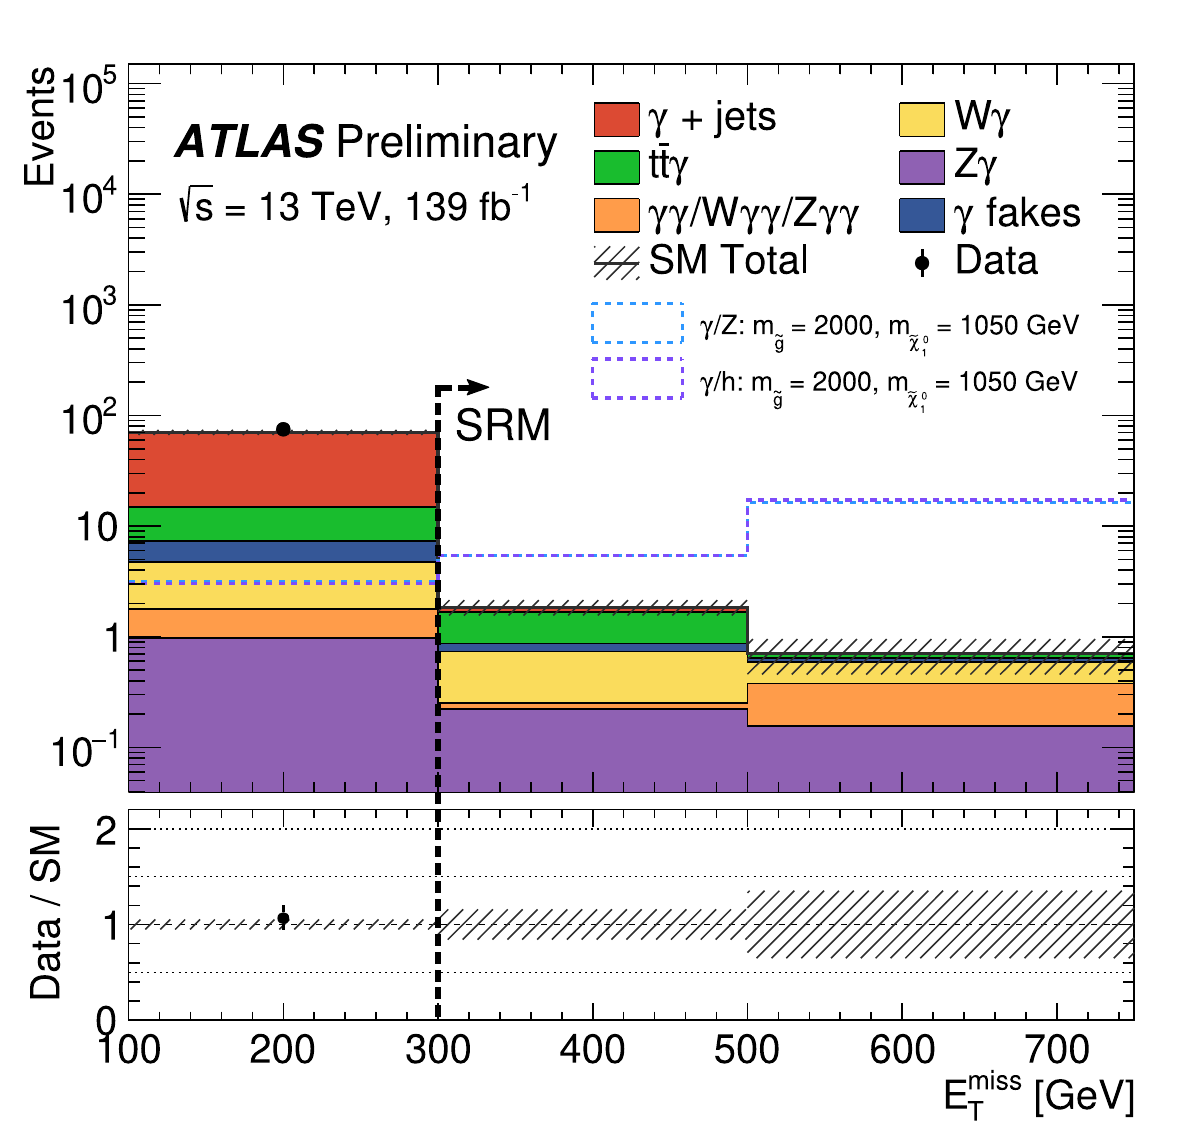 Events
10⁵
10⁴
10³
10²
10
1
10⁻¹
ATLAS Preliminary
√s = 13 TeV, 139 fb⁻¹
γ + jets
Wγ
tt̄γ
Zγ
γγ/Wγγ/Zγγ
γ fakes
SM Total
Data
γ/Z: m_g̃ = 2000, m_χ̃₁⁰ = 1050 GeV
γ/h: m_g̃ = 2000, m_χ̃₁⁰ = 1050 GeV
SRM
Data / SM
2
1
0
100 200 300 400 500 600 700
E_T^miss [GeV]